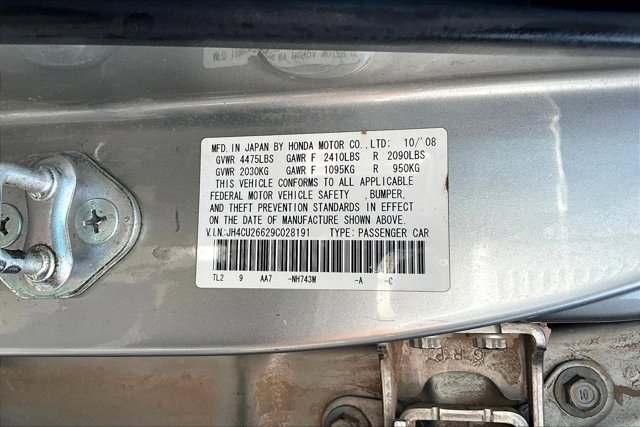 MFD. IN JAPAN BY HONDA MOTOR CO., LTD; 10/'08
GVWR 4475LBS GAWR F 2410LBS R 2090LBS
GVWR 2030KG GAWR F 1095KG R 950KG
THIS VEHICLE CONFORMS TO ALL APPLICABLE
FEDERAL MOTOR VEHICLE SAFETY , BUMPER,
AND THEFT PREVENTION STANDARDS IN EFFECT
ON THE DATE OF MANUFACTURE SHOWN ABOVE.
V.I.N.:JH4CU26629C028191 TYPE: PASSENGER CAR
TL2 9 AA7 -NH743M -A -C
10